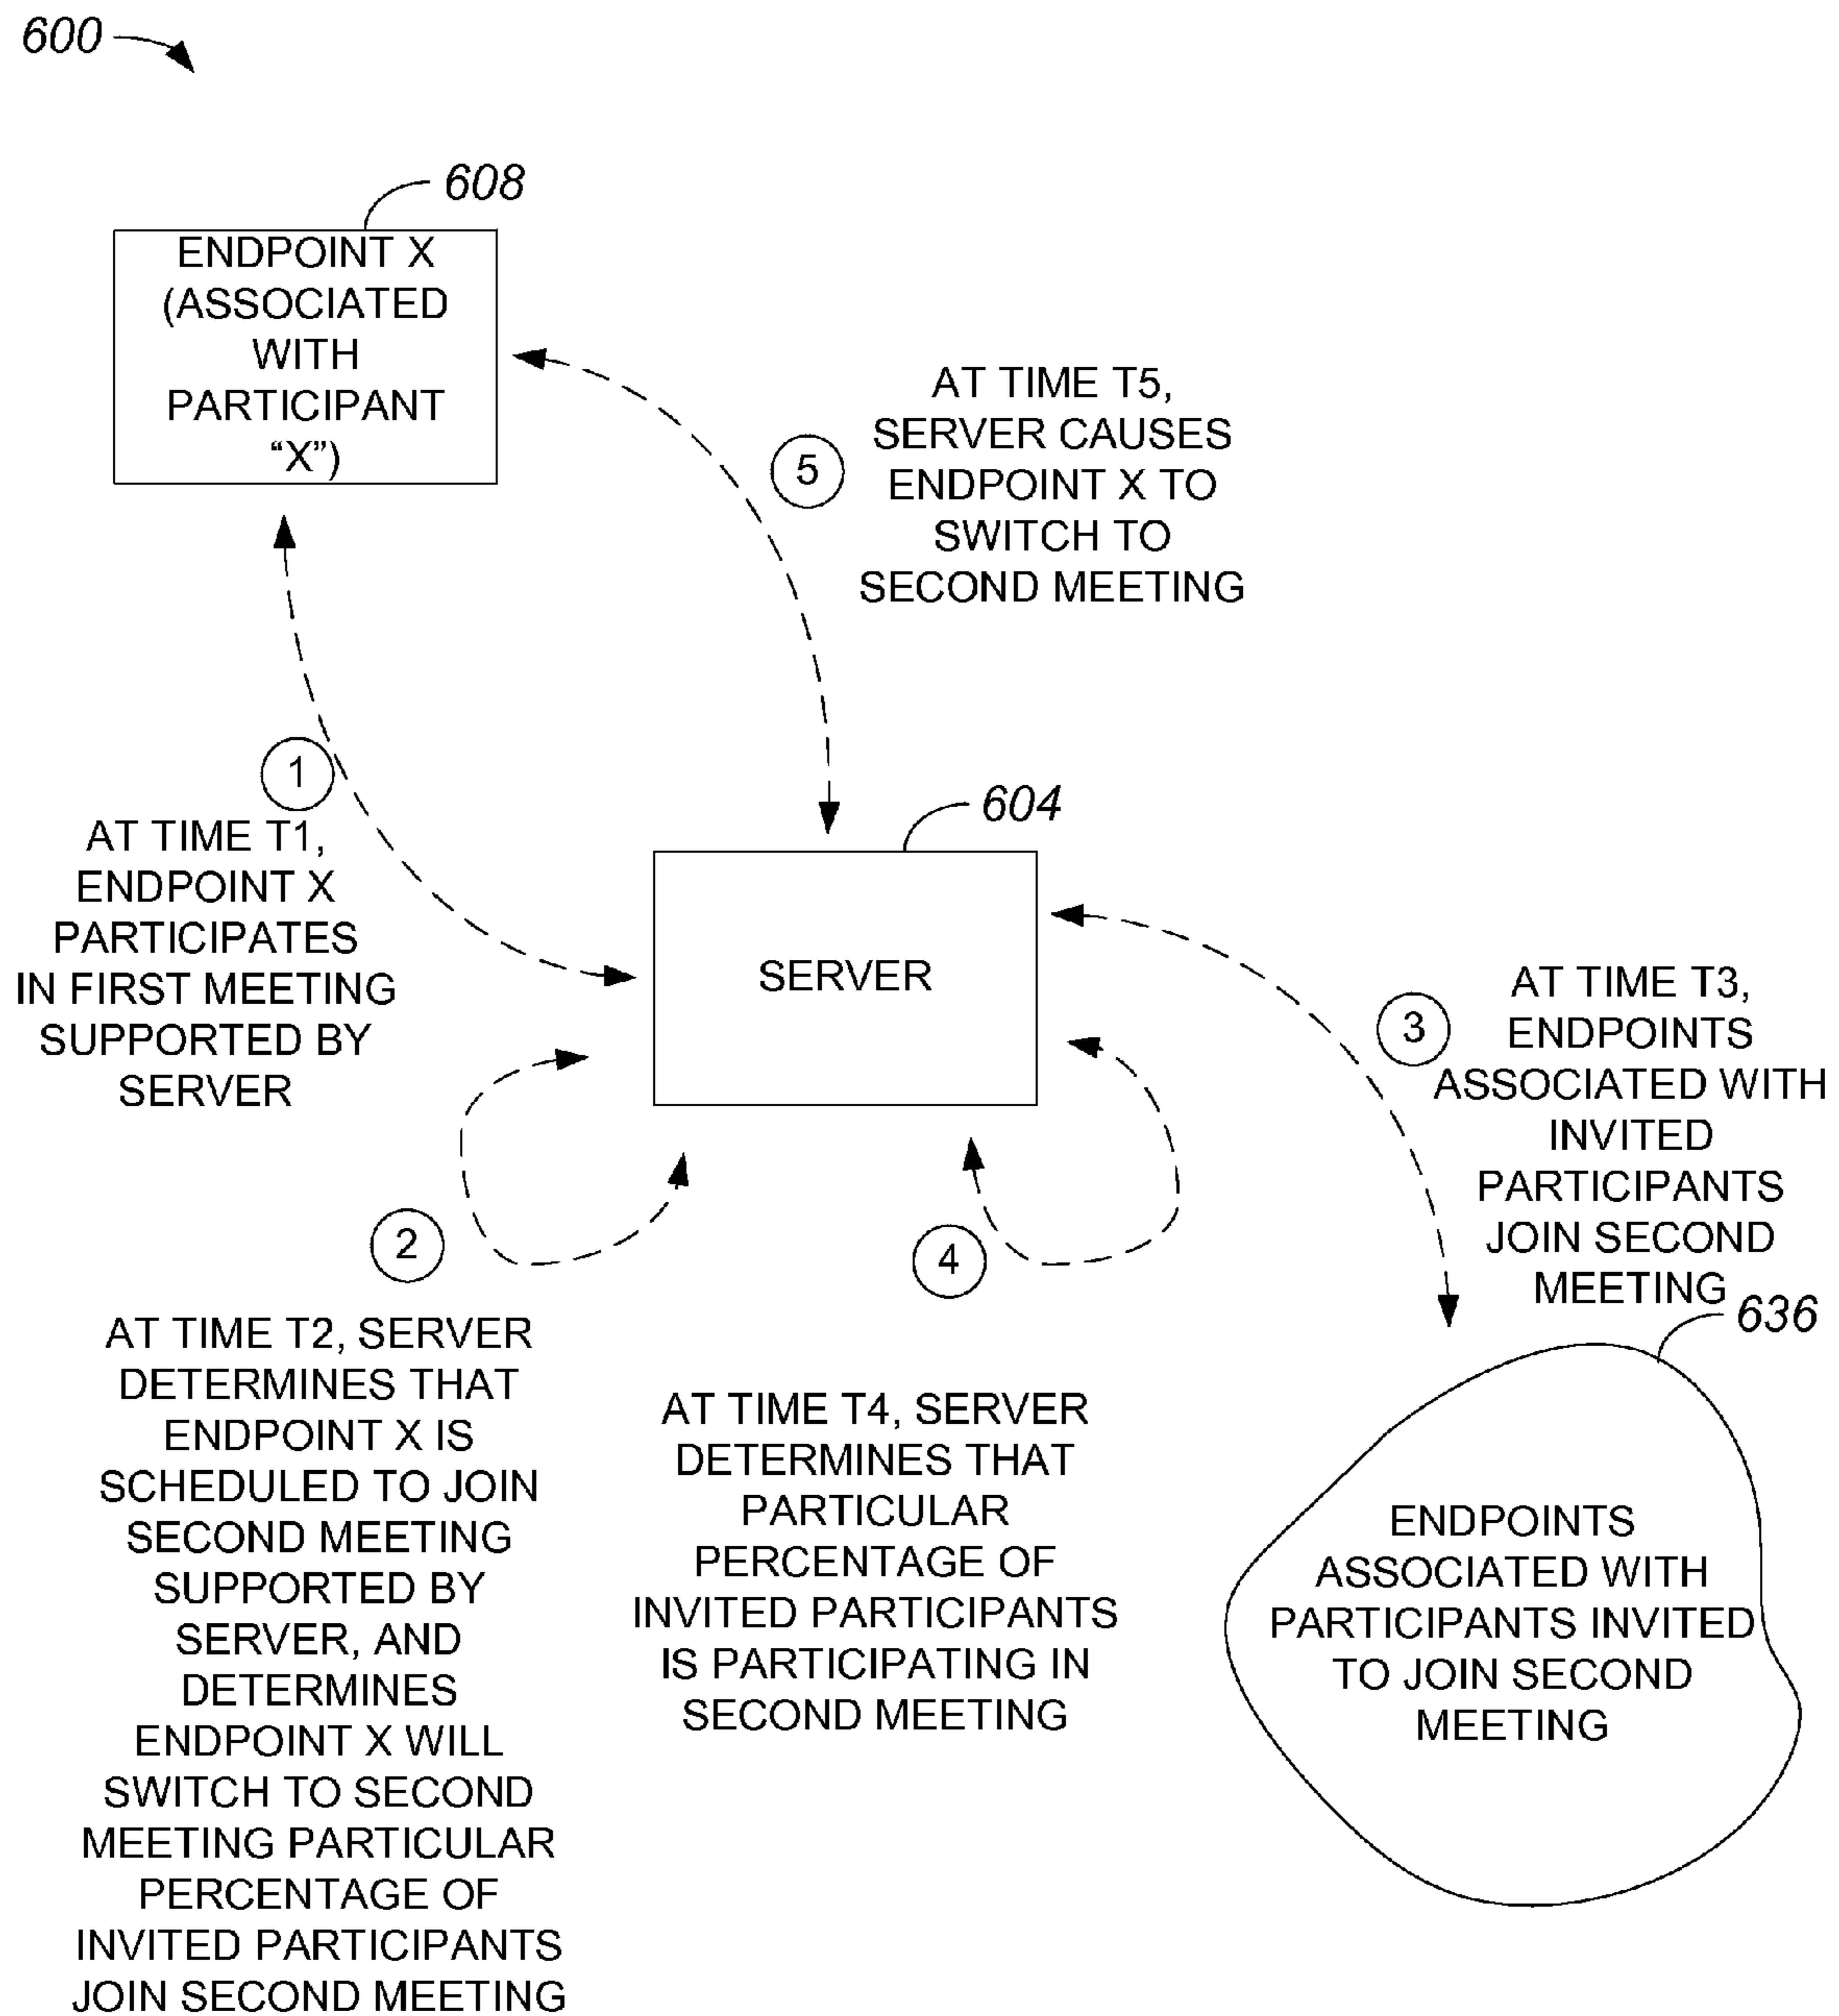 600
608
ENDPOINT X
(ASSOCIATED
WITH
PARTICIPANT
“X”)
AT TIME T5,
SERVER CAUSES
ENDPOINT X TO
SWITCH TO
SECOND MEETING
5
1
AT TIME T1,
ENDPOINT X
PARTICIPATES
IN FIRST MEETING
SUPPORTED BY
SERVER
604
SERVER
3
AT TIME T3,
ENDPOINTS
ASSOCIATED WITH
INVITED
PARTICIPANTS
JOIN SECOND
MEETING
2
AT TIME T2, SERVER
DETERMINES THAT
ENDPOINT X IS
SCHEDULED TO JOIN
SECOND MEETING
SUPPORTED BY
SERVER, AND
DETERMINES
ENDPOINT X WILL
SWITCH TO SECOND
MEETING PARTICULAR
PERCENTAGE OF
INVITED PARTICIPANTS
JOIN SECOND MEETING
4
AT TIME T4, SERVER
DETERMINES THAT
PARTICULAR
PERCENTAGE OF
INVITED PARTICIPANTS
IS PARTICIPATING IN
SECOND MEETING
636
ENDPOINTS
ASSOCIATED WITH
PARTICIPANTS INVITED
TO JOIN SECOND
MEETING